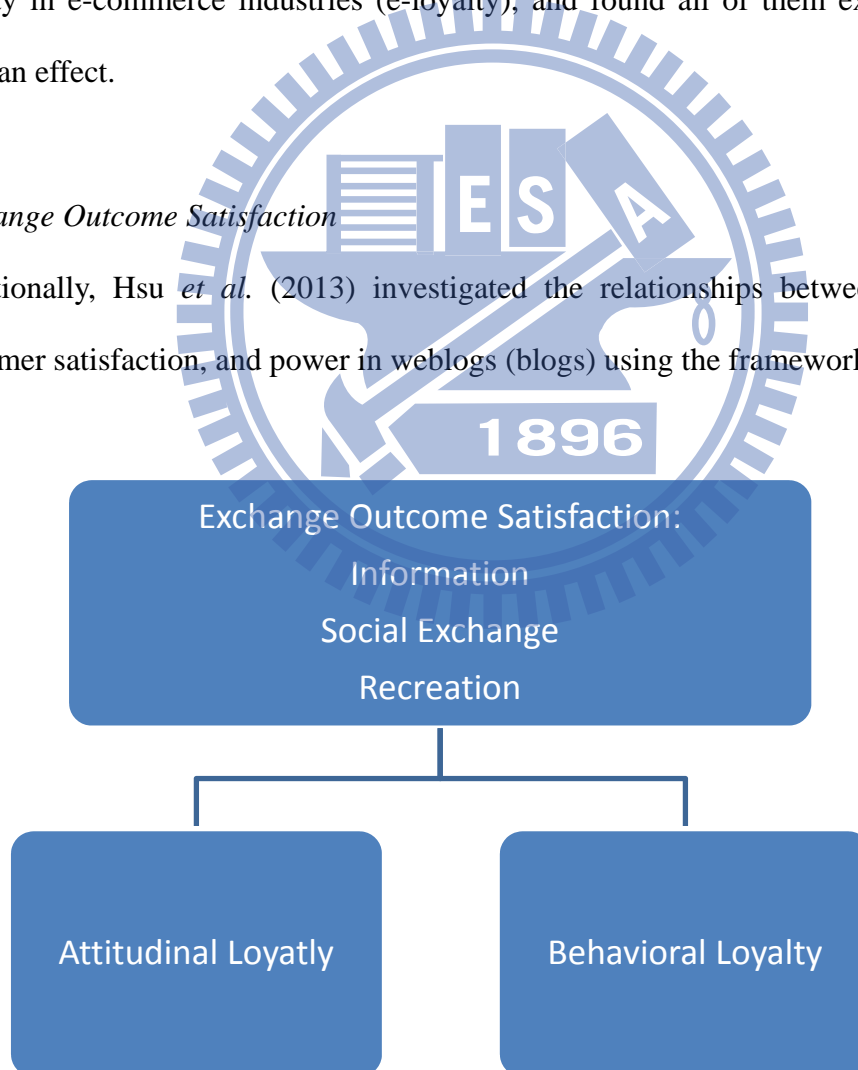 y in e-commerce industries (e-loyalty), and found all of them ex
an effect.
ange Outcome Satisfaction
tionally, Hsu et al. (2013) investigated the relationships betwe
mer satisfaction, and power in weblogs (blogs) using the framework
E S A
1896
Exchange Outcome Satisfaction:
Information
Social Exchange
Recreation
Attitudinal Loyatly
Behavioral Loyalty